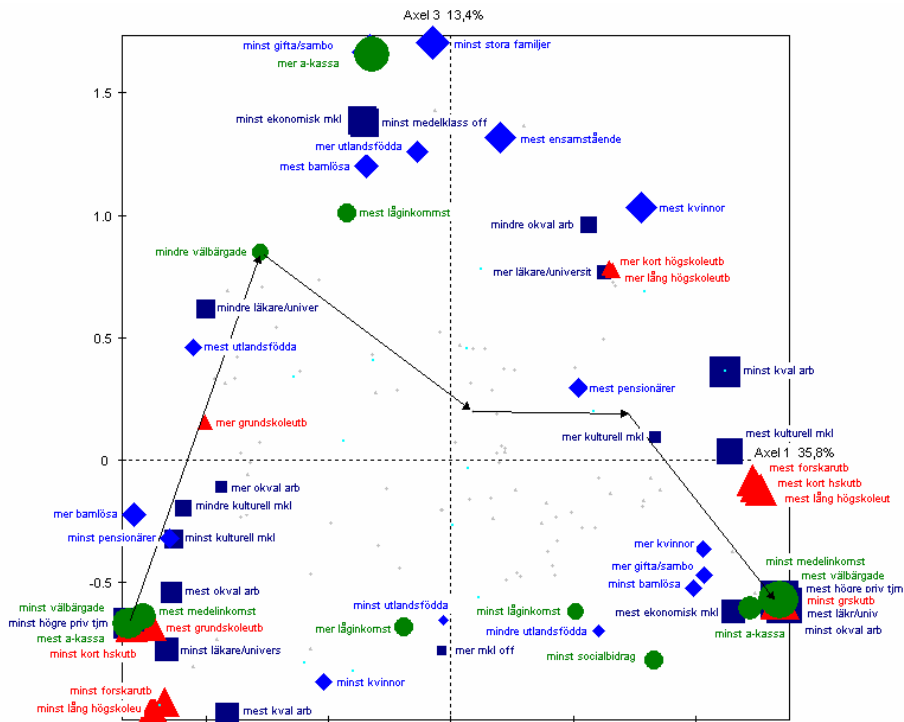 Axel 3 13,4%
minst gifta/sambo
minst stora familjer
mer a-kassa
1.5
minst ekonomisk mkl
minst medelklass off
mer utlandsfödda
mest ensamstående
mest barnlösa
1.0
mest låginkommst
mest kvinnor
mindre okval arb
mindre välbärgade
mer kort högskoleutb
mer läkare/universit
mer lång högskoleutb
0.5
mindre läkare/univer
mest utlandsfödda
minst kval arb
mest pensionärer
mer grundskoleutb
mer kulturell mkl
mest kulturell mkl
0
Axel 1 35,8%
mest forskarutb
mest kort hskutb
mest lång högskoleut
mer okval arb
mindre kulturell mkl
mer barnlösa
minst pensionärer
minst kulturell mkl
mer kvinnor
mer gifta/sambo
minst barnlösa
-0.5
mest okval arb
minst medelinkomst
mest välbärgade
mest högre priv tjm
minst grskutb
mest läkr/univ
minst okval arb
mest ekonomisk mkl
minst a-kassa
minst välbärgade
mest medelinkomst
minst högre priv tjm
mest grundskoleutb
mest a-kassa
minst kort hskutb
minst utlandsfödda
minst låginkomst
mer låginkomst
mindre utlandsfödda
minst läkare/univers
mer mkl off
minst socialbidrag
minst kvinnor
minst forskarutb
minst lång högskoleu
mest kval arb